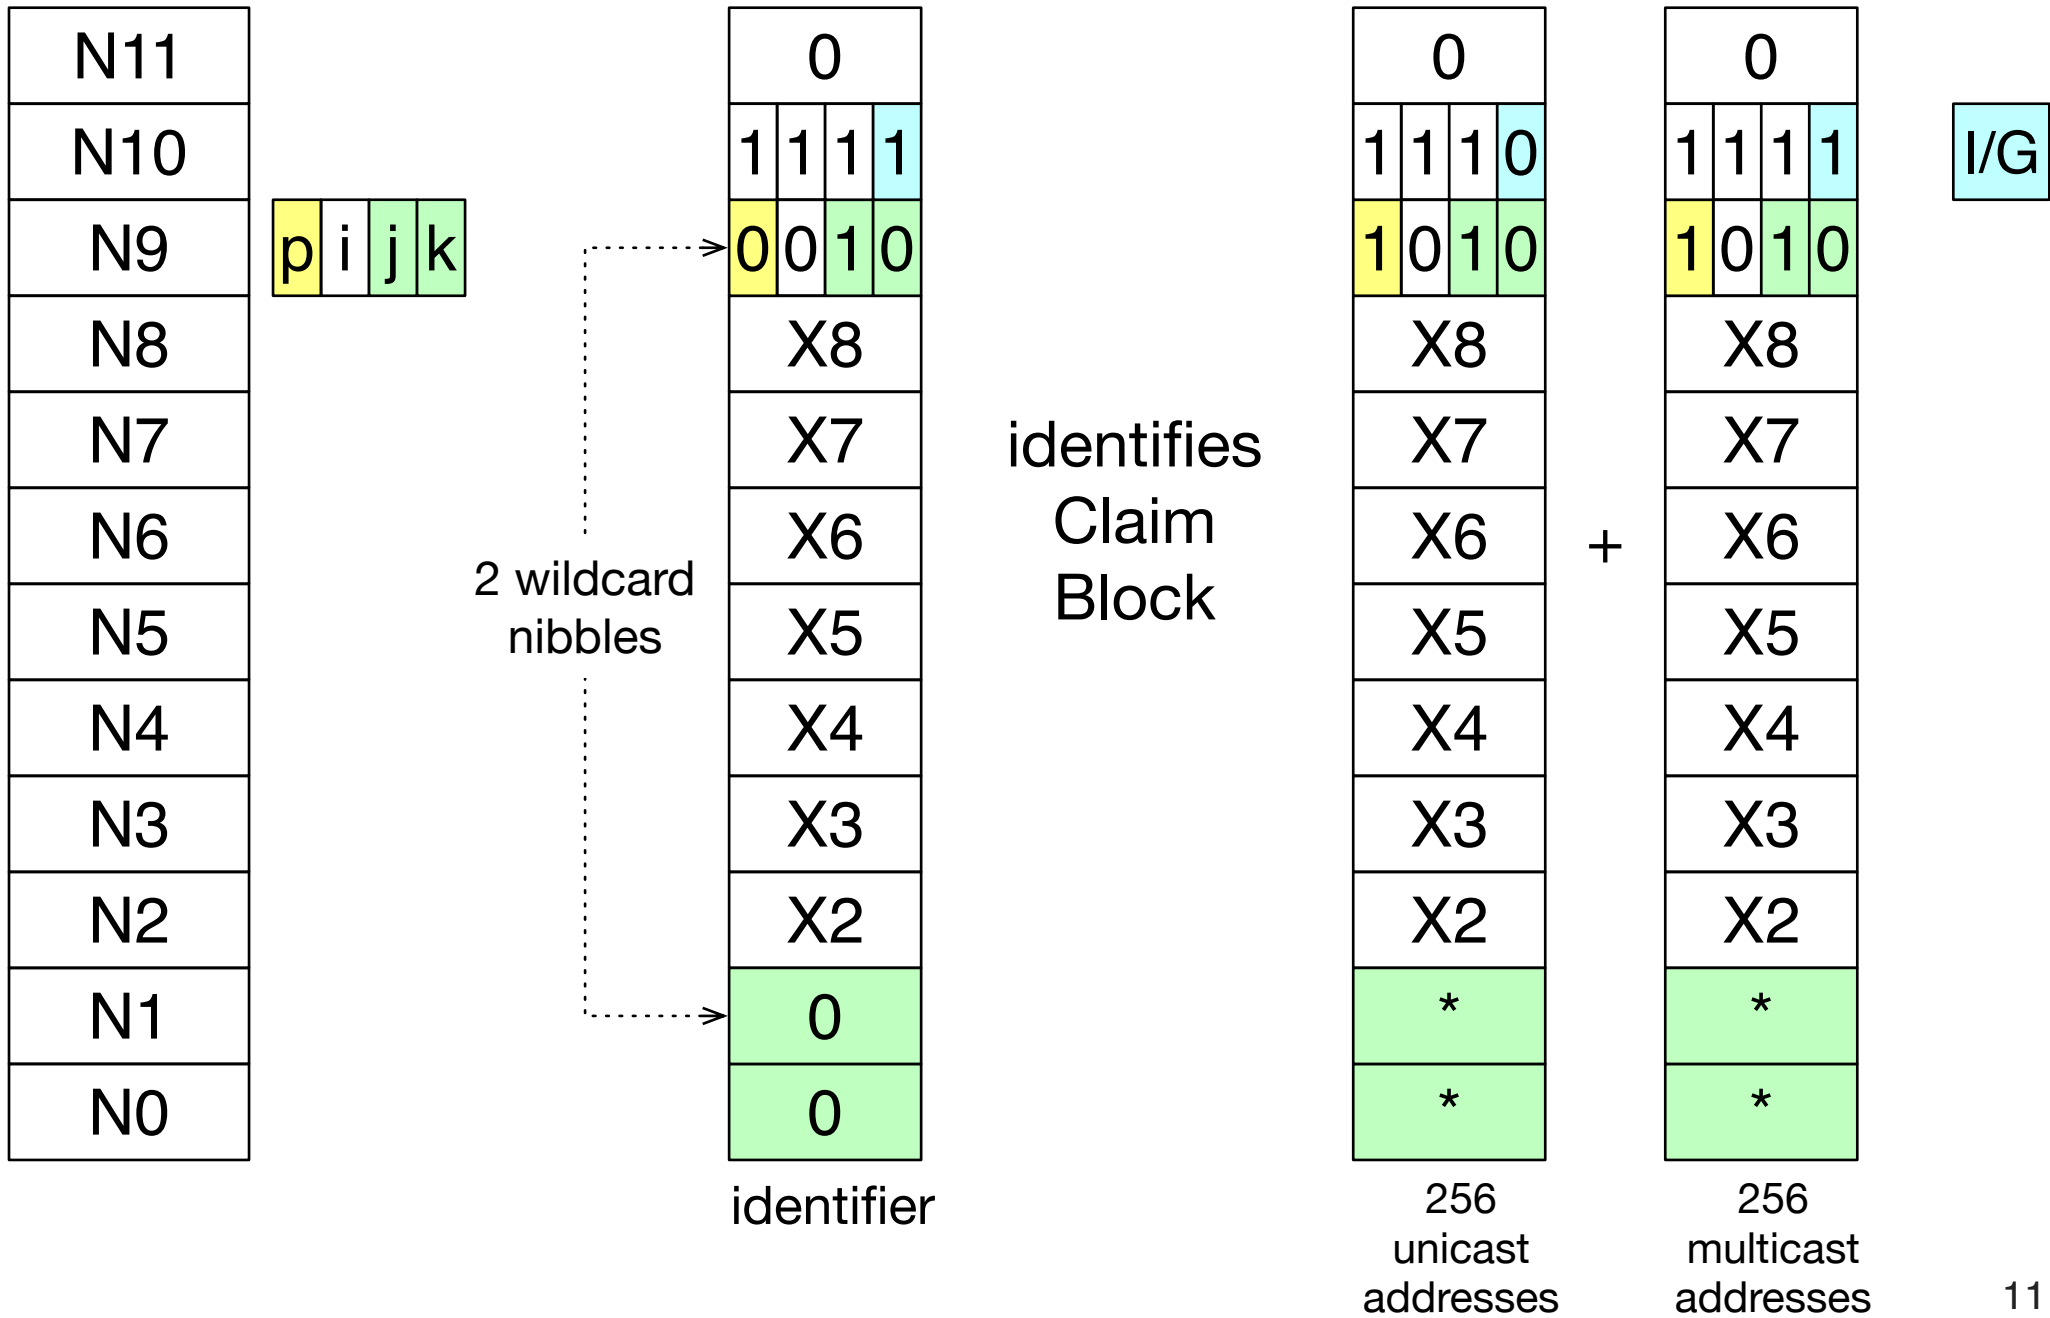 N11 0 0 0
N10 1 1 1 1 1 1 1 0 1 1 1 1 I/G
N9 p i j k 0 0 1 0 1 0 1 0 1 0 1 0
N8 X8 X8 X8
N7 X7 X7 X7
identifies
N6 X6 Claim X6 + X6
2 wildcard
Block
N5 nibbles X5 X5 X5
N4 X4 X4 X4
N3 X3 X3 X3
N2 X2 X2 X2
N1 0 * *
N0 0 * *
identifier
256 256
unicast multicast
addresses addresses
11